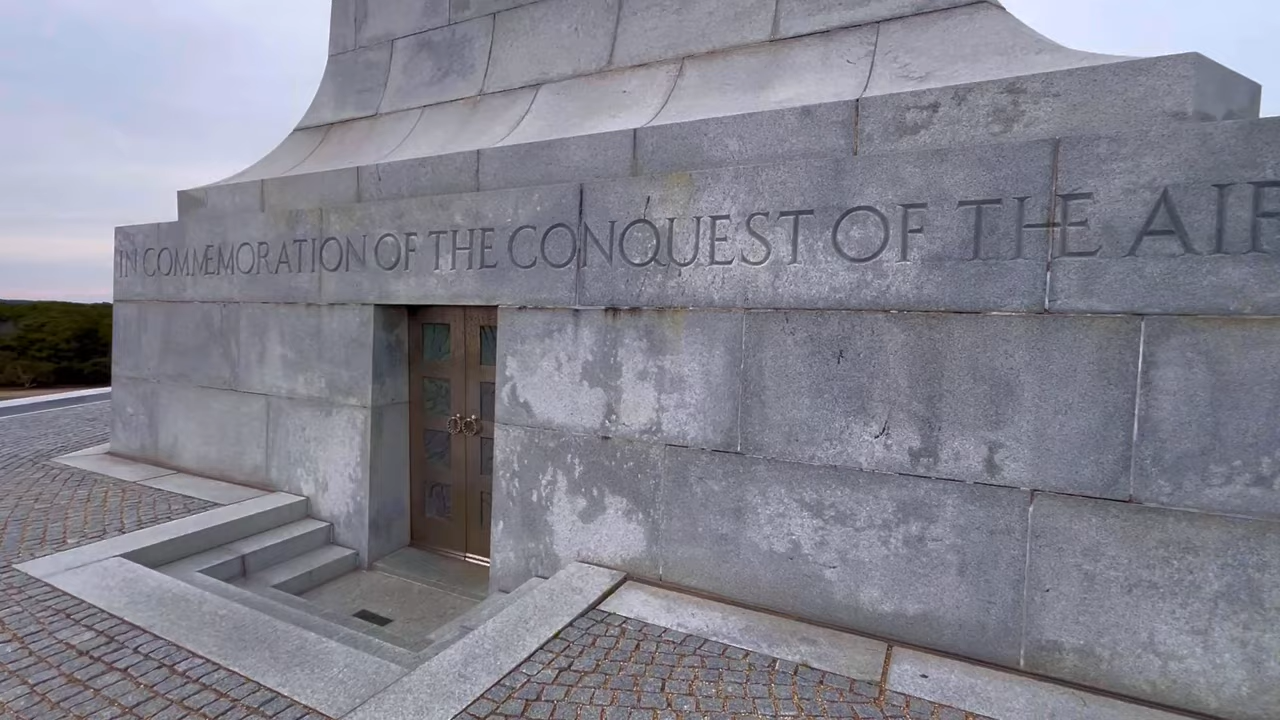 IN COMMEMORATION OF THE CONQUEST OF THE AIR